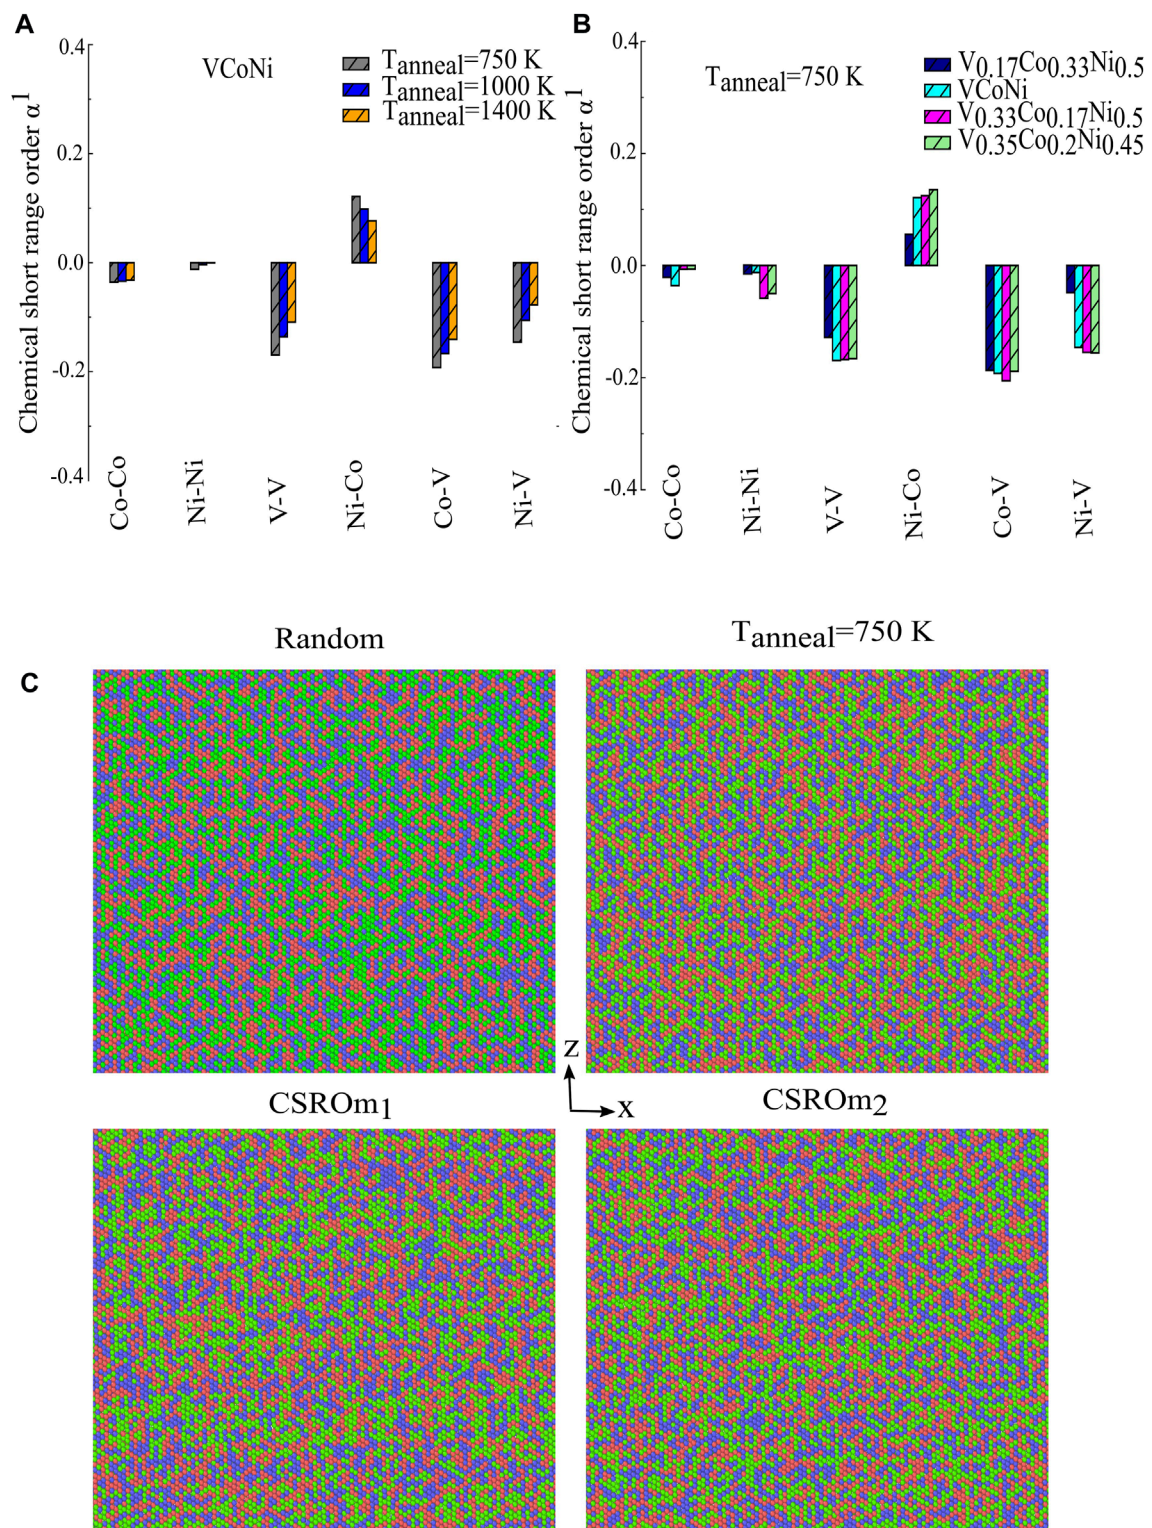 A
Chemical short range order α1
0.4
0.2
0.0
-0.2
-0.4
VCoNi
Tanneal=750 K
Tanneal=1000 K
Tanneal=1400 K
Co-Co
Ni-Ni
V-V
Ni-Co
Co-V
Ni-V
B
Chemical short range order α1
0.4
0.2
0.0
-0.2
-0.4
Tanneal=750 K
V0.17Co0.33Ni0.5
VCoNi
V0.33Co0.17Ni0.5
V0.35Co0.2Ni0.45
Co-Co
Ni-Ni
V-V
Ni-Co
Co-V
Ni-V
C
Random
Tanneal=750 K
Z
X
CSROm1
CSROm2